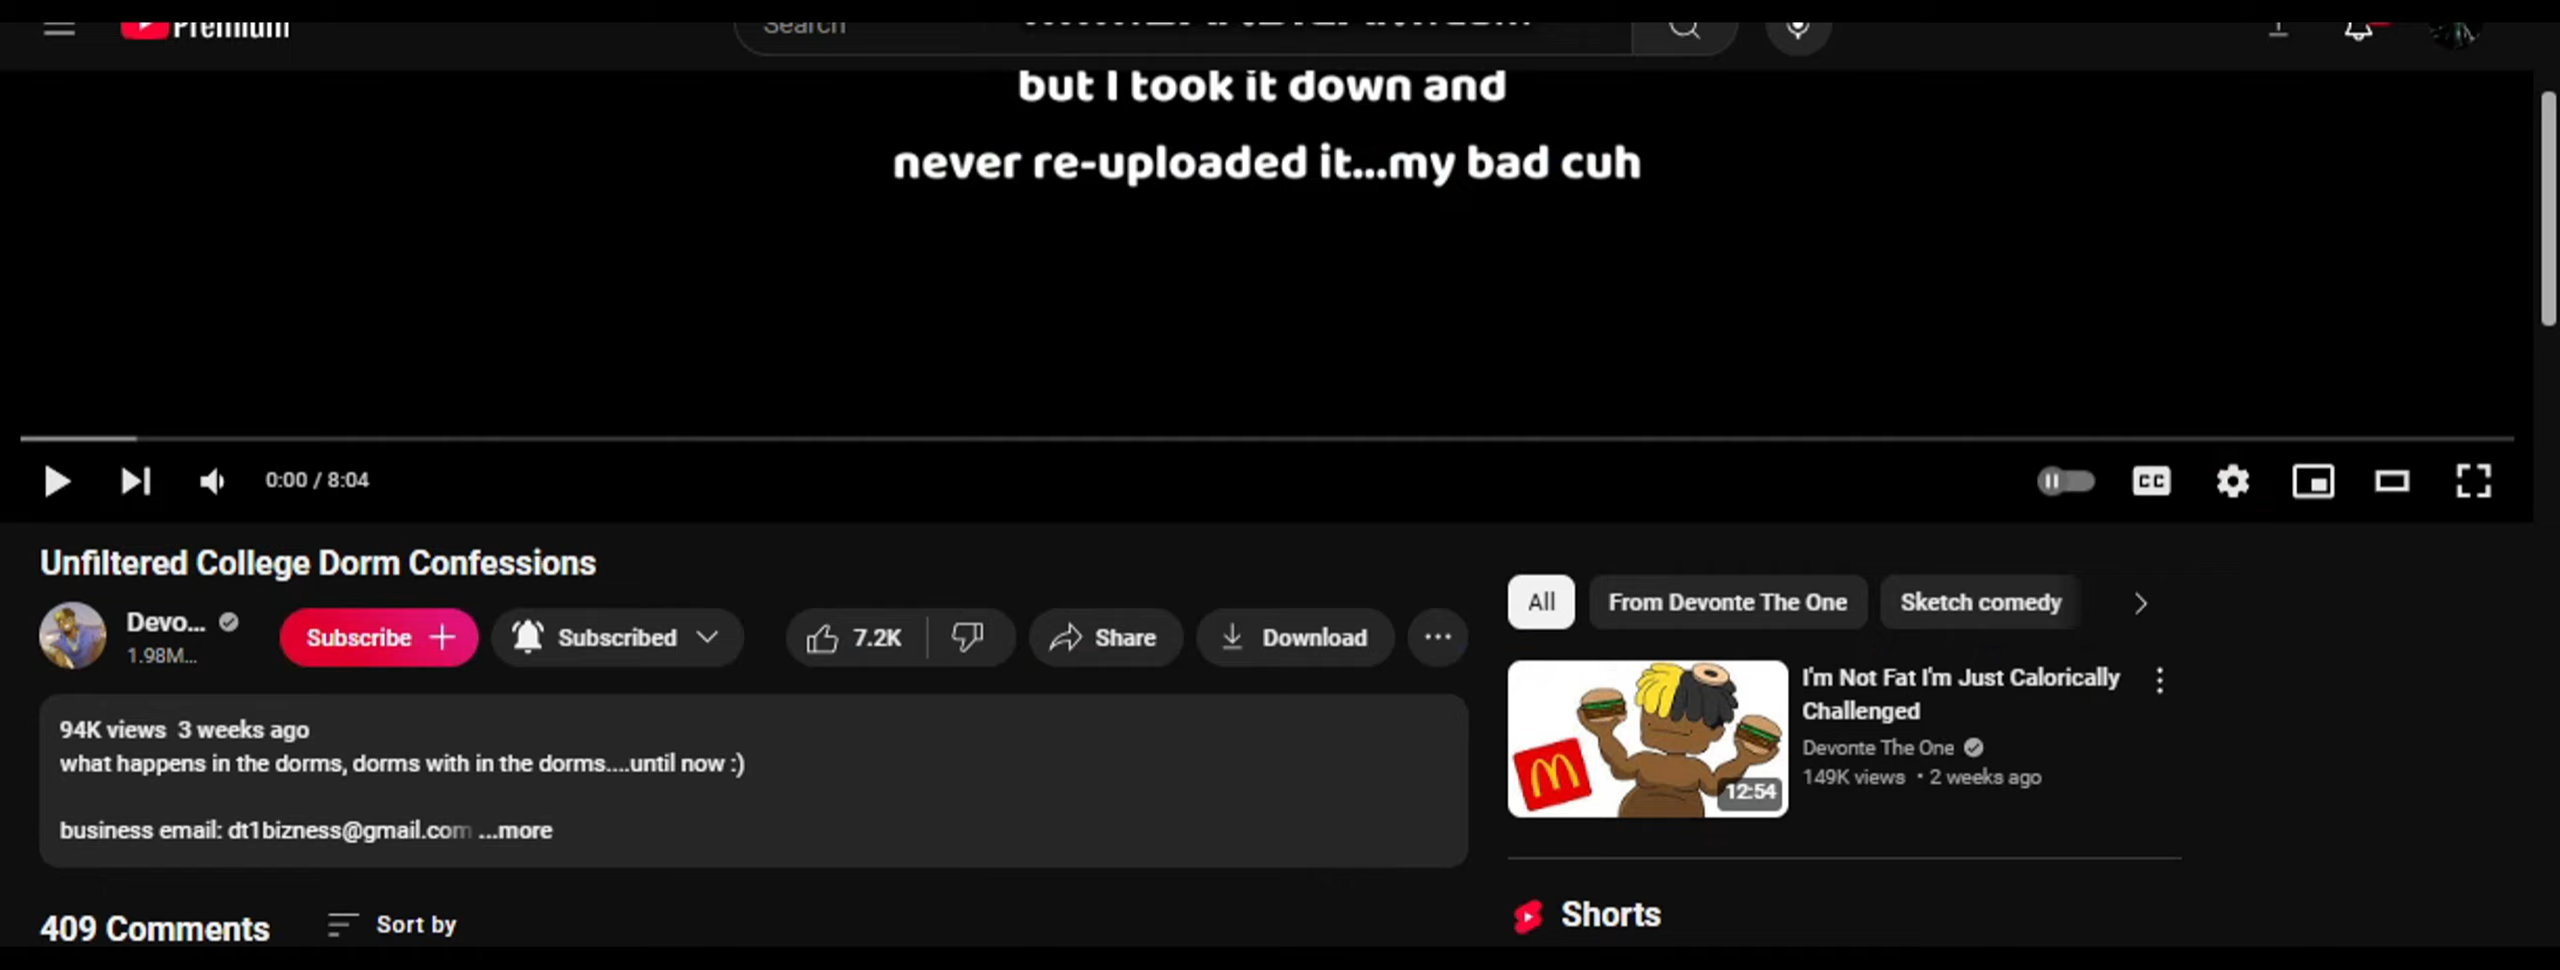 Premium
Search
but I took it down and
never re-uploaded it...my bad cuh
0:00 / 8:04
CC
Unfiltered College Dorm Confessions
Devo...
1.98M...
Subscribe
Subscribed
7.2K
Share
Download
94K views 3 weeks ago
what happens in the dorms, dorms with in the dorms....until now :)
business email: dt1bizness@gmail.com ...more
409 Comments
Sort by
All
From Devonte The One
Sketch comedy
12:54
I'm Not Fat I'm Just Calorically
Challenged
Devonte The One
149K views • 2 weeks ago
Shorts